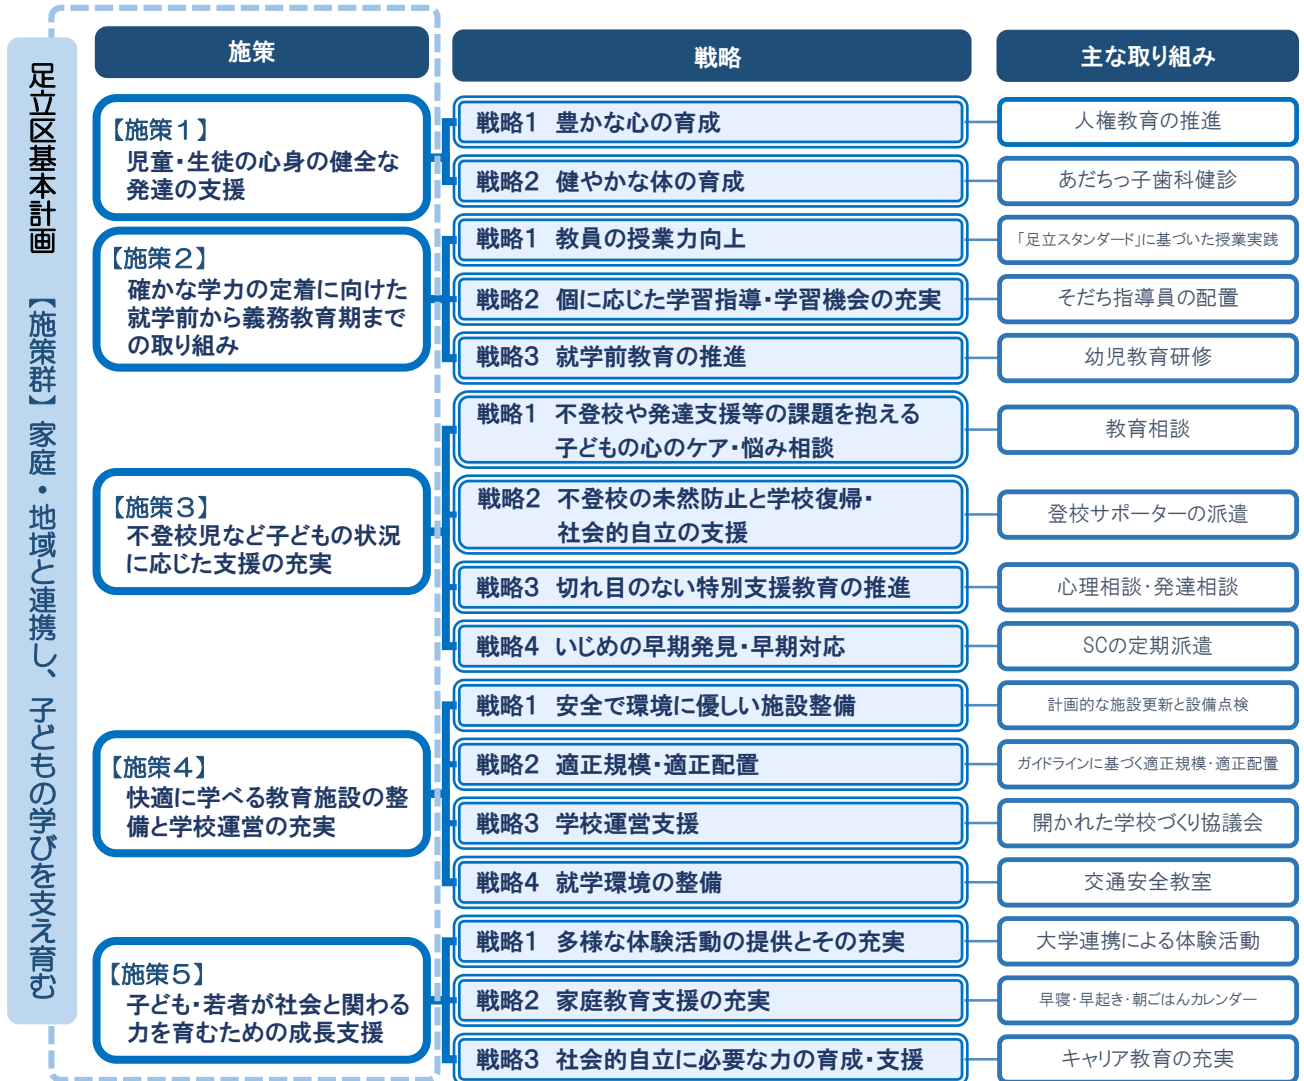 足立区基本計画 【施策群】家庭・地域と連携し、子どもの学びを支え育む
施策
戦略
主な取り組み
【施策1】
児童・生徒の心身の健全な
発達の支援
戦略1 豊かな心の育成
人権教育の推進
戦略2 健やかな体の育成
あだちっ子歯科健診
【施策2】
確かな学力の定着に向けた
就学前から義務教育期まで
の取り組み
戦略1 教員の授業力向上
「足立スタンダード」に基づいた授業実践
戦略2 個に応じた学習指導・学習機会の充実
そだち指導員の配置
戦略3 就学前教育の推進
幼児教育研修
【施策3】
不登校児など子どもの状況
に応じた支援の充実
戦略1 不登校や発達支援等の課題を抱える
子どもの心のケア・悩み相談
教育相談
戦略2 不登校の未然防止と学校復帰・
社会的自立の支援
登校サポーターの派遣
戦略3 切れ目のない特別支援教育の推進
心理相談・発達相談
戦略4 いじめの早期発見・早期対応
SCの定期派遣
【施策4】
快適に学べる教育施設の整
備と学校運営の充実
戦略1 安全で環境に優しい施設整備
計画的な施設更新と設備点検
戦略2 適正規模・適正配置
ガイドラインに基づく適正規模・適正配置
戦略3 学校運営支援
開かれた学校づくり協議会
戦略4 就学環境の整備
交通安全教室
【施策5】
子ども・若者が社会と関わる
力を育むための成長支援
戦略1 多様な体験活動の提供とその充実
大学連携による体験活動
戦略2 家庭教育支援の充実
早寝・早起き・朝ごはんカレンダー
戦略3 社会的自立に必要な力の育成・支援
キャリア教育の充実